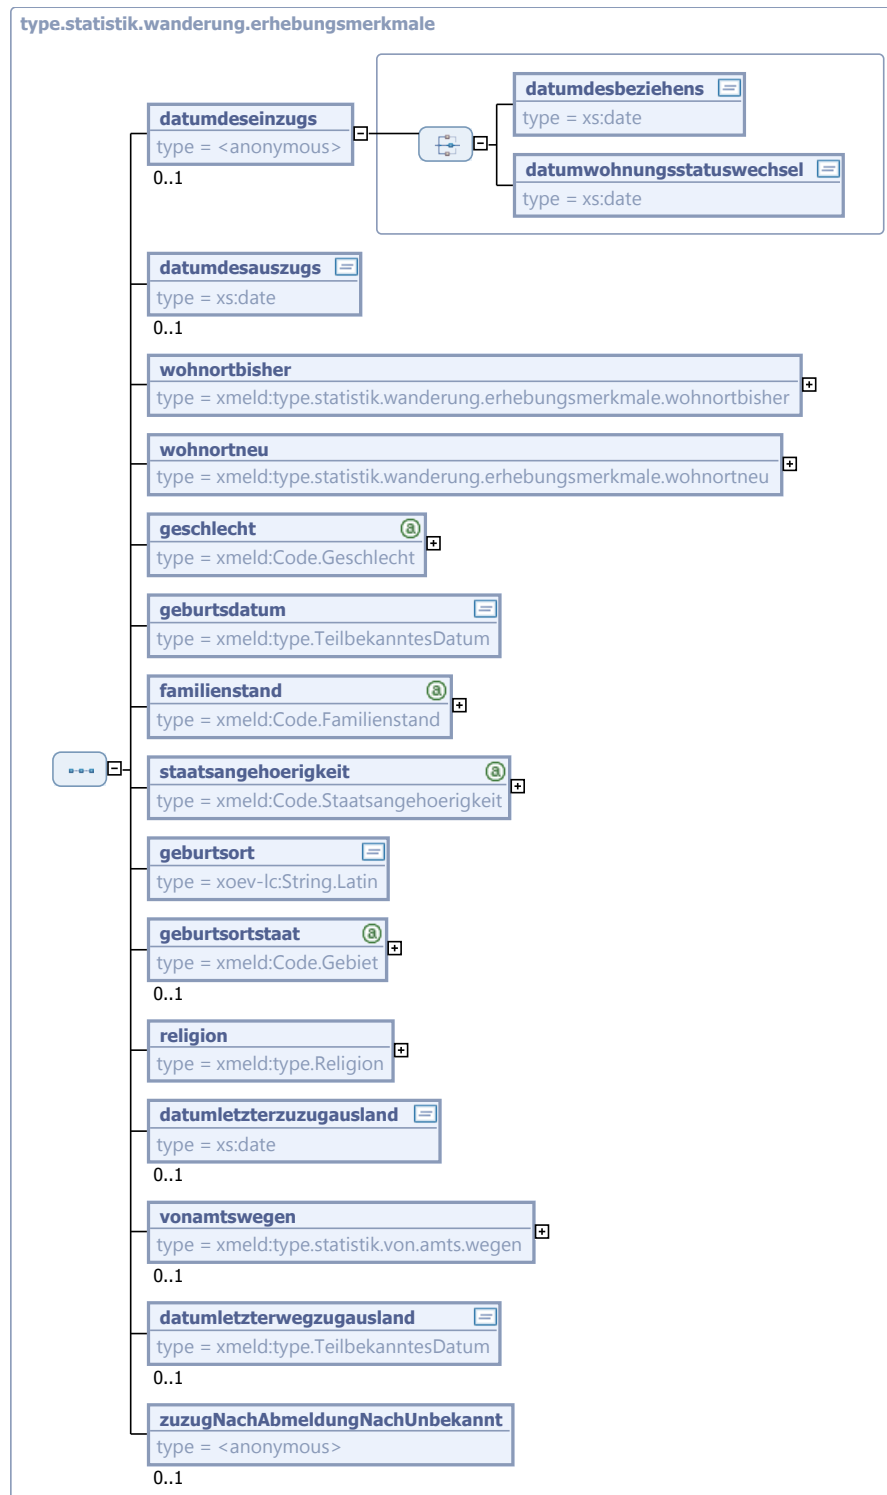 type.statistik.wanderung.erhebungsmerkmale
datumdeseinzugs
type = <anonymous>
0..1
datumdesbeziehens
type = xs:date
datumwohnungsstatuswechsel
type = xs:date
datumdesauszugs
type = xs:date
0..1
wohnortbisher
type = xmeld:type.statistik.wanderung.erhebungsmerkmale.wohnortbisher
wohnortneu
type = xmeld:type.statistik.wanderung.erhebungsmerkmale.wohnortneu
geschlecht
type = xmeld:Code.Geschlecht
geburtsdatum
type = xmeld:type.TeilbekanntesDatum
familienstand
type = xmeld:Code.Familienstand
staatsangehoerigkeit
type = xmeld:Code.Staatsangehoerigkeit
geburtsort
type = xoev-lc:String.Latin
geburtsortstaat
type = xmeld:Code.Gebiet
0..1
religion
type = xmeld:type.Religion
datumletzterzuzugausland
type = xs:date
0..1
vonamtswegen
type = xmeld:type.statistik.von.amts.wegen
0..1
datumletzterwegzugausland
type = xmeld:type.TeilbekanntesDatum
0..1
zuzugNachAbmeldungNachUnbekannt
type = <anonymous>
0..1